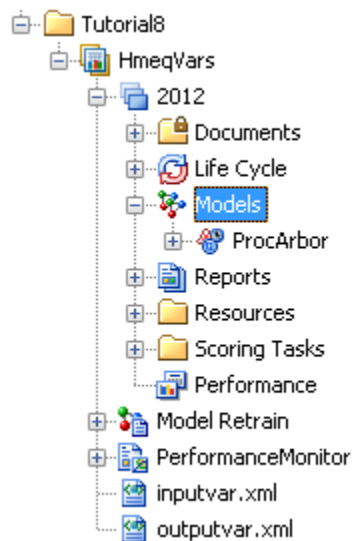 Tutorial8
HmeqVars
2012
Documents
Life Cycle
Models
ProcArbor
Reports
Resources
Scoring Tasks
Performance
Model Retrain
PerformanceMonitor
inputvar.xml
outputvar.xml